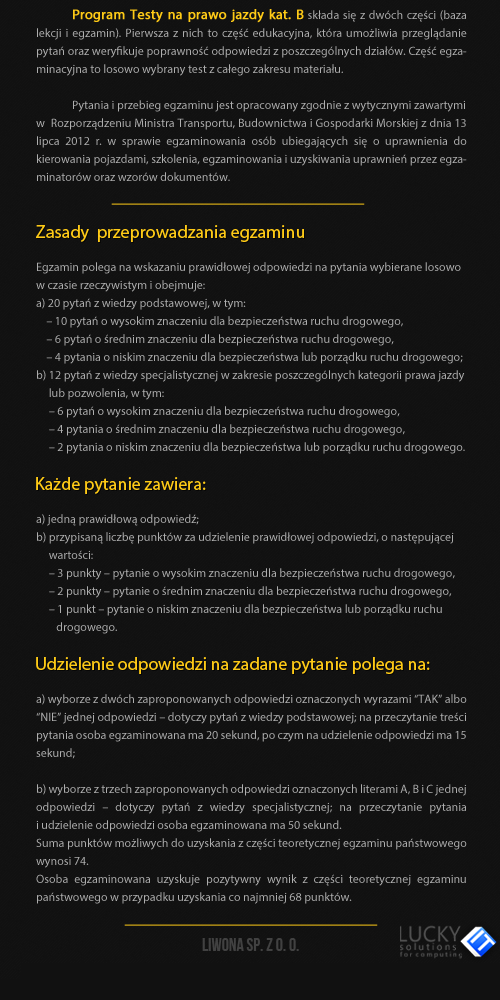 Program Testy na prawo jazdy kat. B składa się z dwóch części (baza
lekcji i egzamin). Pierwsza z nich to część edukacyjna, która umożliwia przeglądanie
pytań oraz weryfikuje poprawność odpowiedzi z poszczególnych działów. Część egza-
minacyjna to losowo wybrany test z całego zakresu materiału.
Pytania i przebieg egzaminu jest opracowany zgodnie z wytycznymi zawartymi
w Rozporządzeniu Ministra Transportu, Budownictwa i Gospodarki Morskiej z dnia 13
lipca 2012 r. w sprawie egzaminowania osób ubiegających się o uprawnienia do
kierowania pojazdami, szkolenia, egzaminowania i uzyskiwania uprawnień przez egza-
minatorów oraz wzorów dokumentów.
Zasady przeprowadzania egzaminu
Egzamin polega na wskazaniu prawidłowej odpowiedzi na pytania wybierane losowo
w czasie rzeczywistym i obejmuje:
a) 20 pytań z wiedzy podstawowej, w tym:
– 10 pytań o wysokim znaczeniu dla bezpieczeństwa ruchu drogowego,
– 6 pytań o średnim znaczeniu dla bezpieczeństwa ruchu drogowego,
– 4 pytania o niskim znaczeniu dla bezpieczeństwa lub porządku ruchu drogowego;
b) 12 pytań z wiedzy specjalistycznej w zakresie poszczególnych kategorii prawa jazdy
lub pozwolenia, w tym:
– 6 pytań o wysokim znaczeniu dla bezpieczeństwa ruchu drogowego,
– 4 pytania o średnim znaczeniu dla bezpieczeństwa ruchu drogowego,
– 2 pytania o niskim znaczeniu dla bezpieczeństwa lub porządku ruchu drogowego.
Każde pytanie zawiera:
a) jedną prawidłową odpowiedź;
b) przypisaną liczbę punktów za udzielenie prawidłowej odpowiedzi, o następującej
wartości:
– 3 punkty – pytanie o wysokim znaczeniu dla bezpieczeństwa ruchu drogowego,
– 2 punkty – pytanie o średnim znaczeniu dla bezpieczeństwa ruchu drogowego,
– 1 punkt – pytanie o niskim znaczeniu dla bezpieczeństwa lub porządku ruchu
drogowego.
Udzielenie odpowiedzi na zadane pytanie polega na:
a) wyborze z dwóch zaproponowanych odpowiedzi oznaczonych wyrazami “TAK” albo
“NIE” jednej odpowiedzi – dotyczy pytań z wiedzy podstawowej; na przeczytanie treści
pytania osoba egzaminowana ma 20 sekund, po czym na udzielenie odpowiedzi ma 15
sekund;
b) wyborze z trzech zaproponowanych odpowiedzi oznaczonych literami A, B i C jednej
odpowiedzi – dotyczy pytań z wiedzy specjalistycznej; na przeczytanie pytania
i udzielenie odpowiedzi osoba egzaminowana ma 50 sekund.
Suma punktów możliwych do uzyskania z części teoretycznej egzaminu państwowego
wynosi 74.
Osoba egzaminowana uzyskuje pozytywny wynik z części teoretycznej egzaminu
państwowego w przypadku uzyskania co najmniej 68 punktów.
LIWONA SP. Z O. O.
LUCKY
solutions
for computing